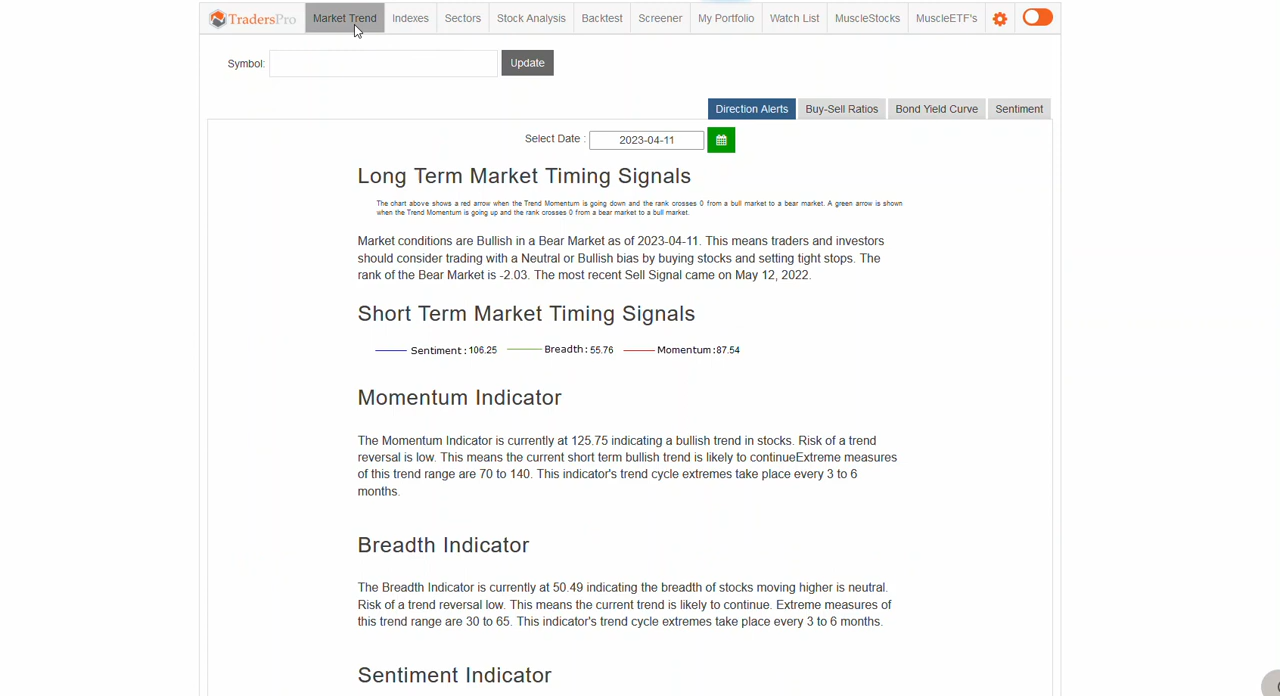 TradersPro Market Trend Indexes Sectors Stock Analysis Backtest Screener My Portfolio Watch List MuscleStocks MuscleETF's
Symbol: Update
Direction Alerts Buy-Sell Ratios Bond Yield Curve Sentiment
Select Date : 2023-04-11
Long Term Market Timing Signals
The chart above shows a red arrow when the Trend Momentum is going down and the rank crosses 0 from a bull market to a bear market. A green arrow is shown
when the Trend Momentum is going up and the rank crosses 0 from a bear market to a bull market.
Market conditions are Bullish in a Bear Market as of 2023-04-11. This means traders and investors
should consider trading with a Neutral or Bullish bias by buying stocks and setting tight stops. The
rank of the Bear Market is -2.03. The most recent Sell Signal came on May 12, 2022.
Short Term Market Timing Signals
Sentiment : 106.25 Breadth : 55.76 Momentum : 87.54
Momentum Indicator
The Momentum Indicator is currently at 125.75 indicating a bullish trend in stocks. Risk of a trend
reversal is low. This means the current short term bullish trend is likely to continueExtreme measures
of this trend range are 70 to 140. This indicator's trend cycle extremes take place every 3 to 6
months.
Breadth Indicator
The Breadth Indicator is currently at 50.49 indicating the breadth of stocks moving higher is neutral.
Risk of a trend reversal low. This means the current trend is likely to continue. Extreme measures of
this trend range are 30 to 65. This indicator's trend cycle extremes take place every 3 to 6 months.
Sentiment Indicator